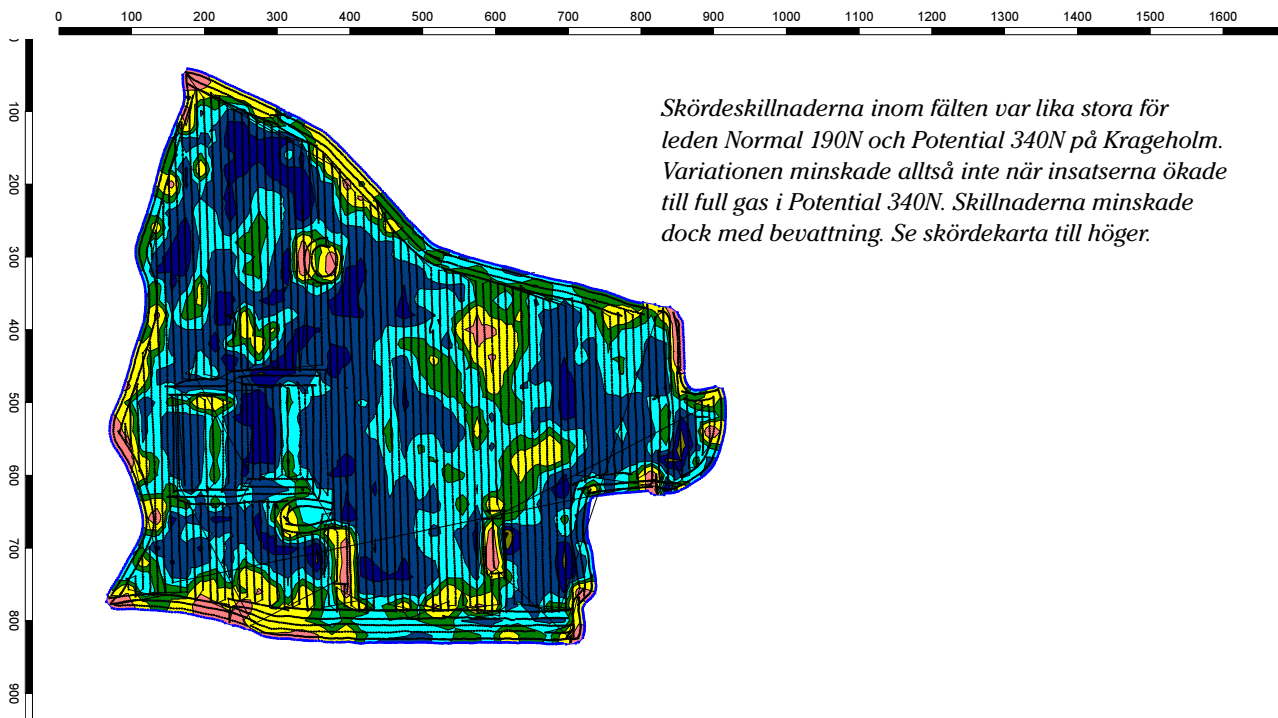 0 100 200 300 400 500 600 700 800 900 1000 1100 1200 1300 1400 1500 1600
0
100
200
300
400
500
600
700
800
900
Skördeskillnaderna inom fälten var lika stora för
leden Normal 190N och Potential 340N på Krageholm.
Variationen minskade alltså inte när insatserna ökade
till full gas i Potential 340N. Skillnaderna minskade
dock med bevattning. Se skördekarta till höger.